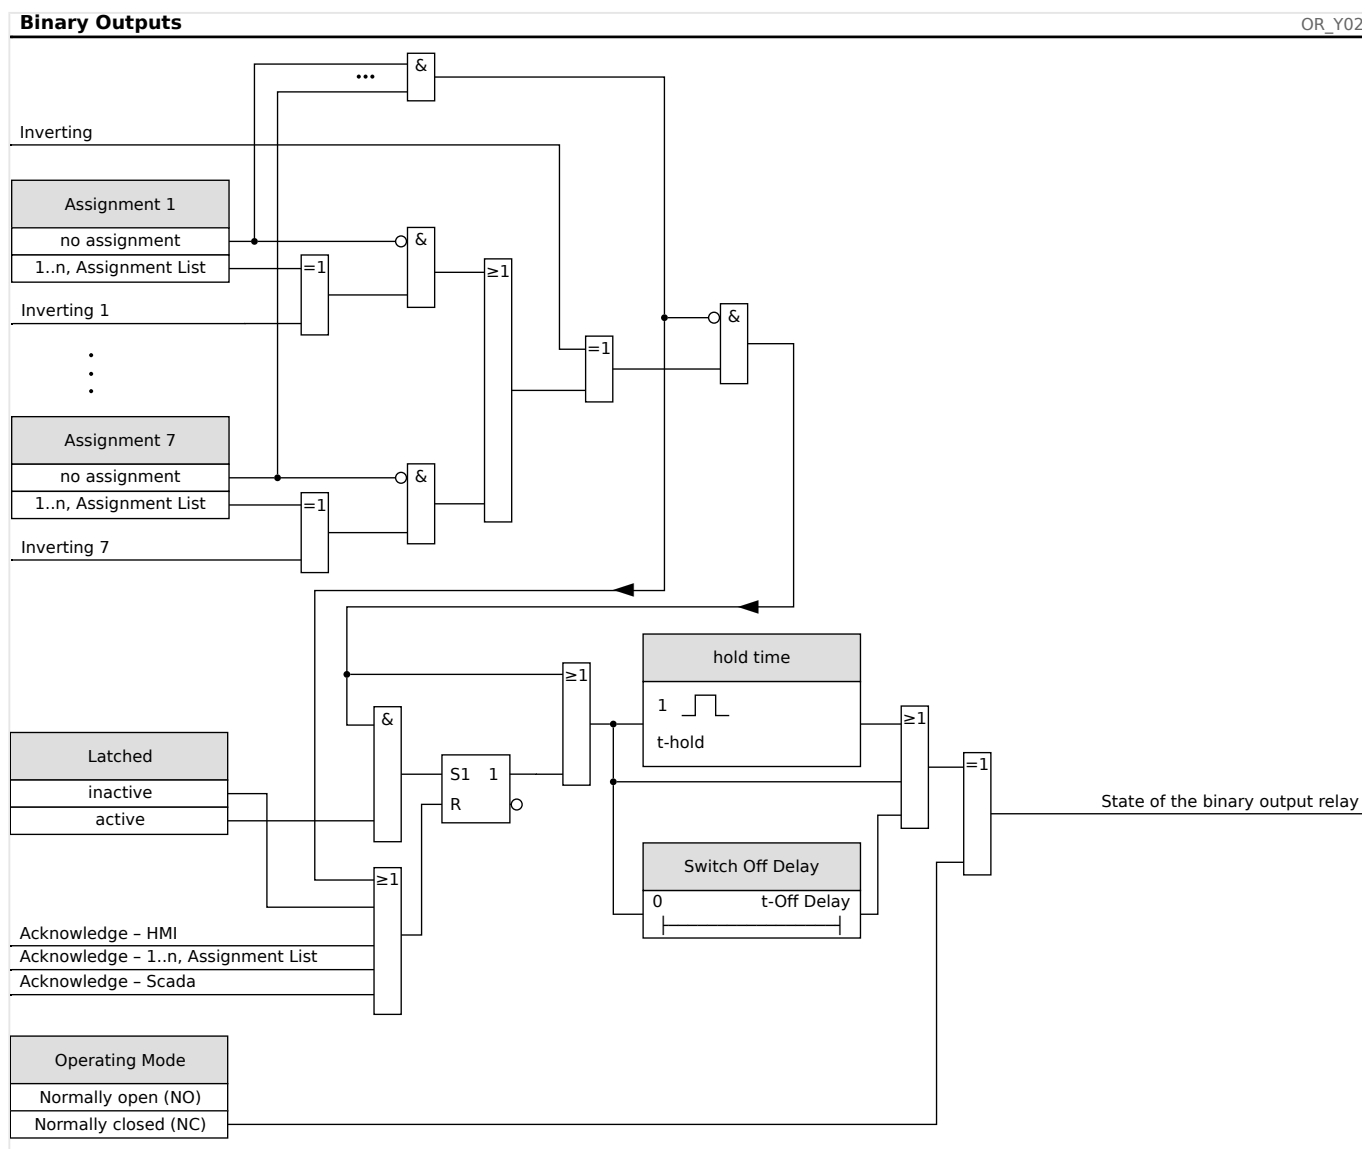 Binary Outputs
OR_Y02
&
Inverting
Assignment 1
no assignment
&
1..n, Assignment List
=1
≥1
Inverting 1
&
=1
Assignment 7
no assignment
&
1..n, Assignment List
=1
Inverting 7
hold time
≥1
1
t-hold
&
≥1
Latched
inactive
active
S1 1
R
=1
State of the binary output relay
Switch Off Delay
0 t-Off Delay
≥1
Acknowledge – HMI
Acknowledge – 1..n, Assignment List
Acknowledge – Scada
Operating Mode
Normally open (NO)
Normally closed (NC)